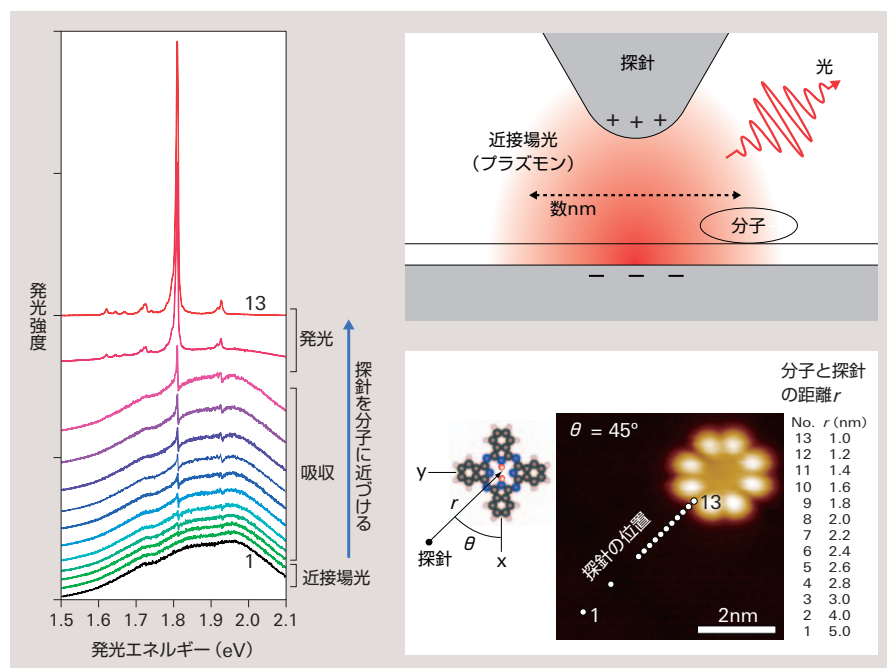 発光強度
13
1
発光
吸収
近接場光
探針を分子に近づける
1.5 1.6 1.7 1.8 1.9 2.0 2.1
発光エネルギー(eV)
探針
+ + +
光
近接場光
(プラズモン)
数nm
分子
− − −
y
r
θ
探針
x
θ = 45º
13
探針の位置
1
2nm
分子と探針
の距離r
No. r (nm)
13 1.0
12 1.2
11 1.4
10 1.6
9 1.8
8 2.0
7 2.2
6 2.4
5 2.6
4 2.8
3 3.0
2 4.0
1 5.0